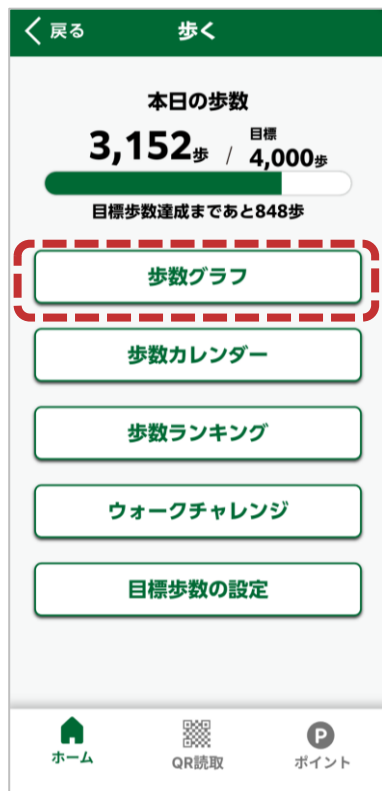 戻る
歩く
本日の歩数
3,152歩 / 目標 4,000歩
目標歩数達成まであと848歩
歩数グラフ
歩数カレンダー
歩数ランキング
ウォークチャレンジ
目標歩数の設定
ホーム
QR読取
P
ポイント